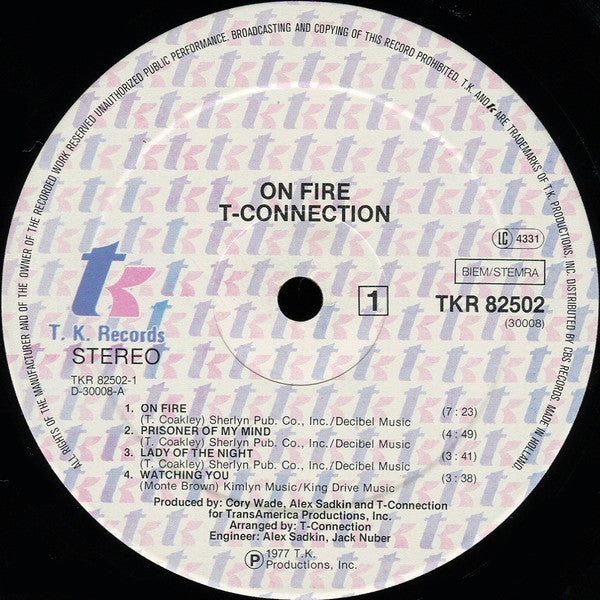 ALL RIGHTS OF THE MANUFACTURER AND OF THE OWNER OF THE RECORDED WORK RESERVED UNAUTHORIZED PUBLIC PERFORMANCE. BROADCASTING AND COPYING OF THIS RECORD PROHIBITED. T.K. AND tk ARE TRADEMARKS OF T.K. PRODUCTIONS, INC. DISTRIBUTED BY CBS RECORDS. MADE IN HOLLAND.
ON FIRE
T-CONNECTION
LC 4331
BIEM/STEMRA
1
TKR 82502
(30008)
tk
T. K. Records
STEREO
TKR 82502-1
D-30008-A
1. ON FIRE (7 : 23)
(T. Coakley) Sherlyn Pub. Co., Inc./Decibel Music
2. PRISONER OF MY MIND (4 : 49)
(T. Coakley) Sherlyn Pub. Co., Inc./Decibel Music
3. LADY OF THE NIGHT (3 : 41)
(T. Coakley) Sherlyn Pub. Co., Inc./Decibel Music
4. WATCHING YOU (3 : 38)
(Monte Brown) Kimlyn Music/King Drive Music
Produced by: Cory Wade, Alex Sadkin and T-Connection
for TransAmerica Productions, Inc.
Arranged by: T-Connection
Engineer: Alex Sadkin, Jack Nuber
℗ 1977 T.K.
Productions, Inc.